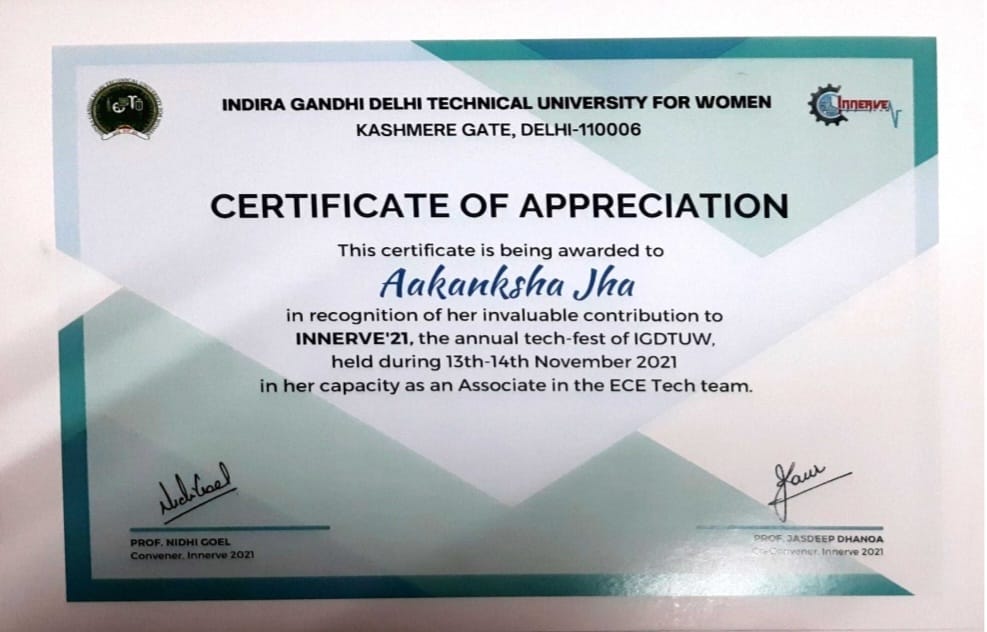 INDIRA GANDHI DELHI TECHNICAL UNIVERSITY FOR WOMEN
KASHMERE GATE, DELHI-110006
INNERVE
CERTIFICATE OF APPRECIATION
This certificate is being awarded to
Aakanksha Jha
in recognition of her invaluable contribution to
INNERVE'21, the annual tech-fest of IGDTUW,
held during 13th-14th November 2021
in her capacity as an Associate in the ECE Tech team.
Nidhi Goel
PROF. NIDHI GOEL
Convener, Innerve 2021
Kaur
PROF. JASDEEP DHANOA
Co-Convener, Innerve 2021